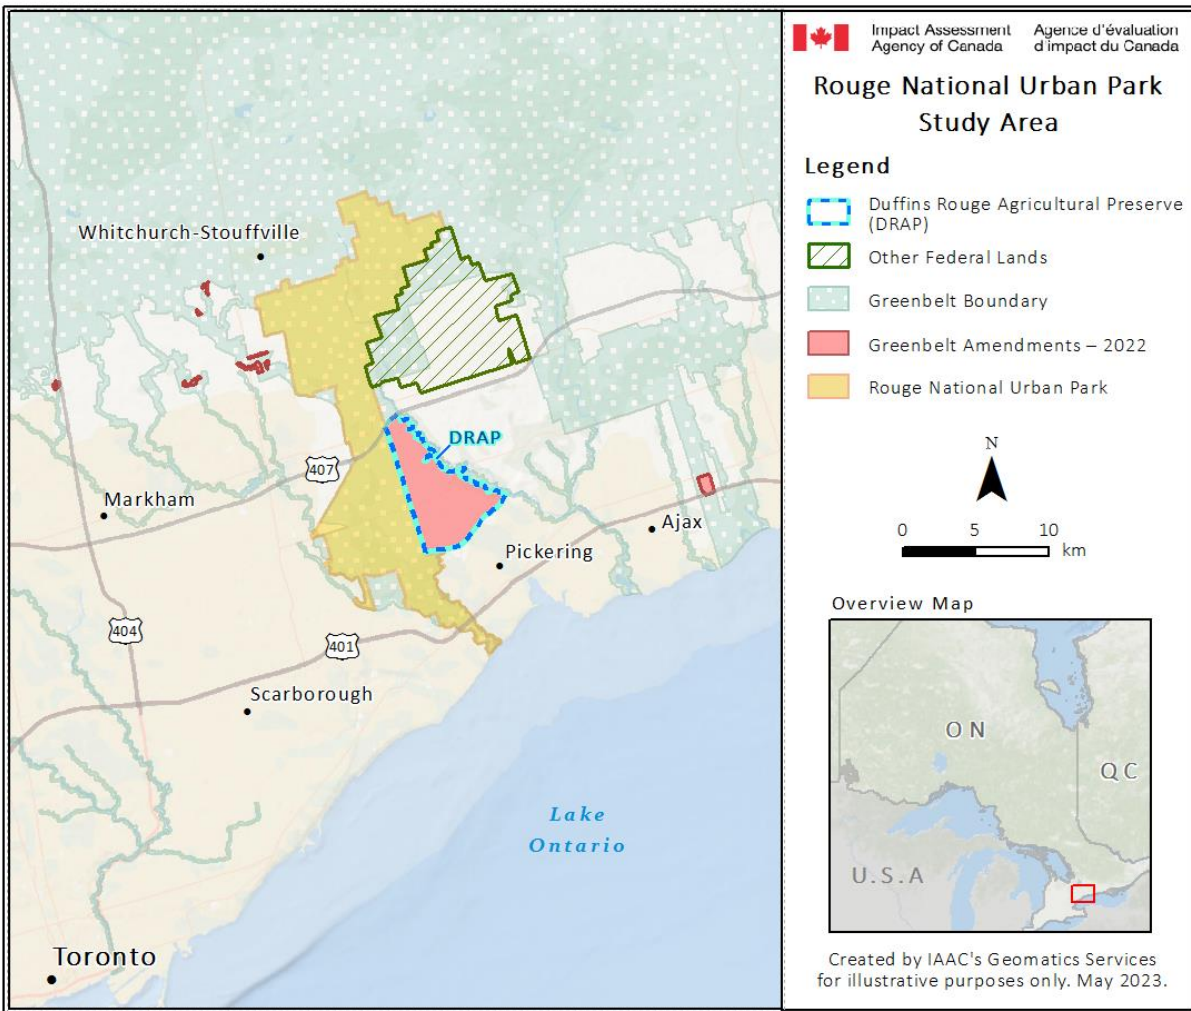 Whitchurch-Stouffville
DRAP
407
Markham
Ajax
Pickering
404
401
Scarborough
Lake
Ontario
Toronto
Impact Assessment
Agency of Canada
Agence d'évaluation
d'impact du Canada
Rouge National Urban Park
Study Area
Legend
Duffins Rouge Agricultural Preserve
(DRAP)
Other Federal Lands
Greenbelt Boundary
Greenbelt Amendments – 2022
Rouge National Urban Park
N
0 5 10
km
Overview Map
ON
QC
U.S.A
Created by IAAC's Geomatics Services
for illustrative purposes only. May 2023.